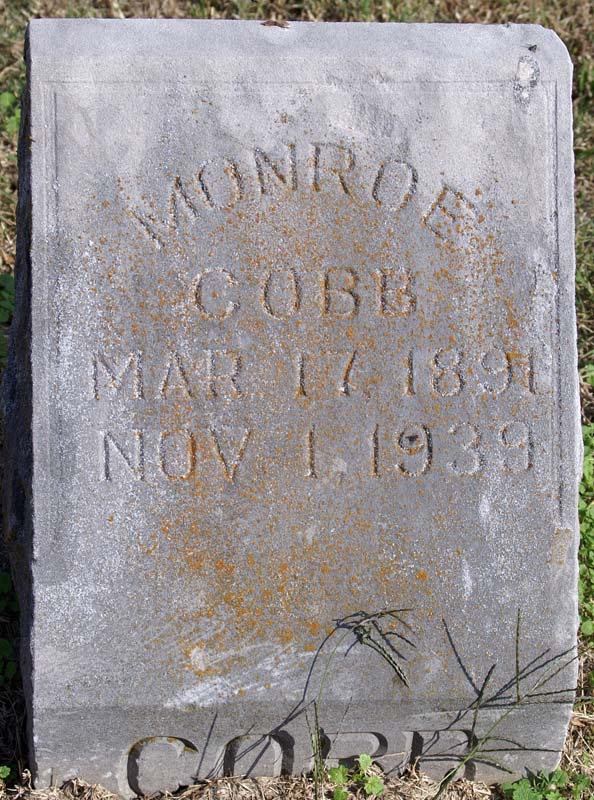 MONROE
COBB
MAR. 17, 1891
NOV. 1, 1939
COBB